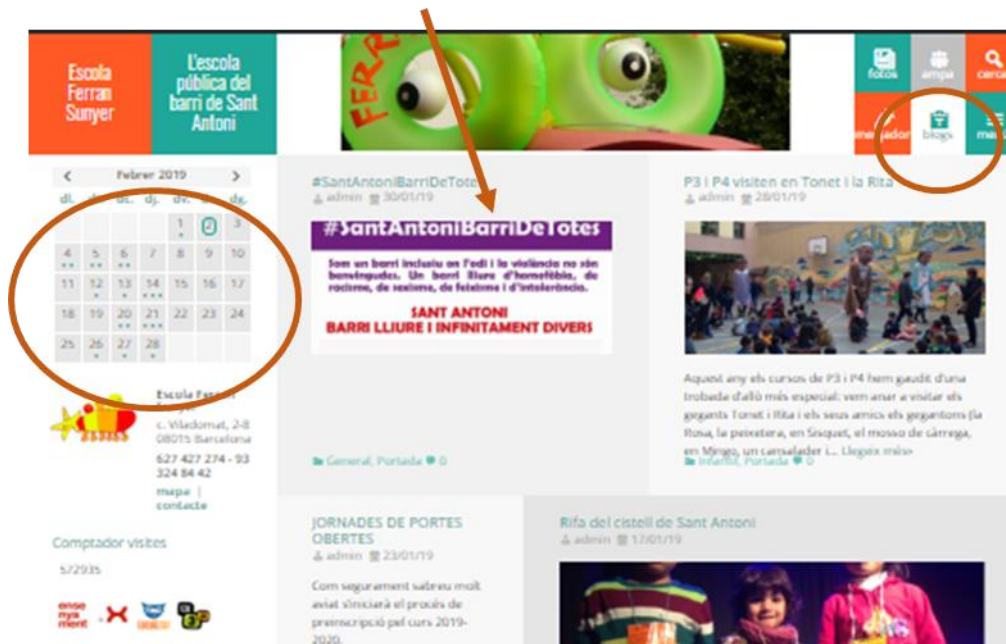 Escola
Ferran
Sunyer
L'escola
pública del
barri de Sant
Antoni
FERR
fotos
ampa
cerca
blogs
Febrer 2019
dl.
dc.
dj.
dv.
dg.
1 2 3
4 5 6 7 8 9 10
11 12 13 14 15 16 17
18 19 20 21 22 23 24
25 26 27 28
Escola Ferran
c. Viladomat, 2-8
08015 Barcelona
627 427 274 - 93
324 84 42
mapa |
contacte
Comptador visites
572935
ense
nya
ment
#SantAntoniBarriDeTotes
admin 30/01/19
#SantAntoniBarriDeTotes
Som un barri inclusiu on l'odi i la violència no són
benvingudes. Un barri lliure d'homofòbia, de
racisme, de sexisme, de feixisme i d'intolerància.
SANT ANTONI
BARRI LLIURE I INFINITAMENT DIVERS
General, Portada 0
P3 i P4 visiten en Tonet i la Rita
admin 28/01/19
Aquest any els cursos de P3 i P4 hem gaudit d'una
trobada d'allò més especial: vem anar a visitar els
gegants Tonet i Rita i els seus amics els gegantons (la
Rosa, la peixetera, en Sisquet, el mosso de càrrega,
en Mingo, un cansalader i... Llegeix més»
Infantil, Portada 0
JORNADES DE PORTES
OBERTES
admin 23/01/19
Com segurament sabreu molt
aviat s'iniciarà el procés de
preinscripció pel curs 2019-
2020.
Rifa del cistell de Sant Antoni
admin 17/01/19